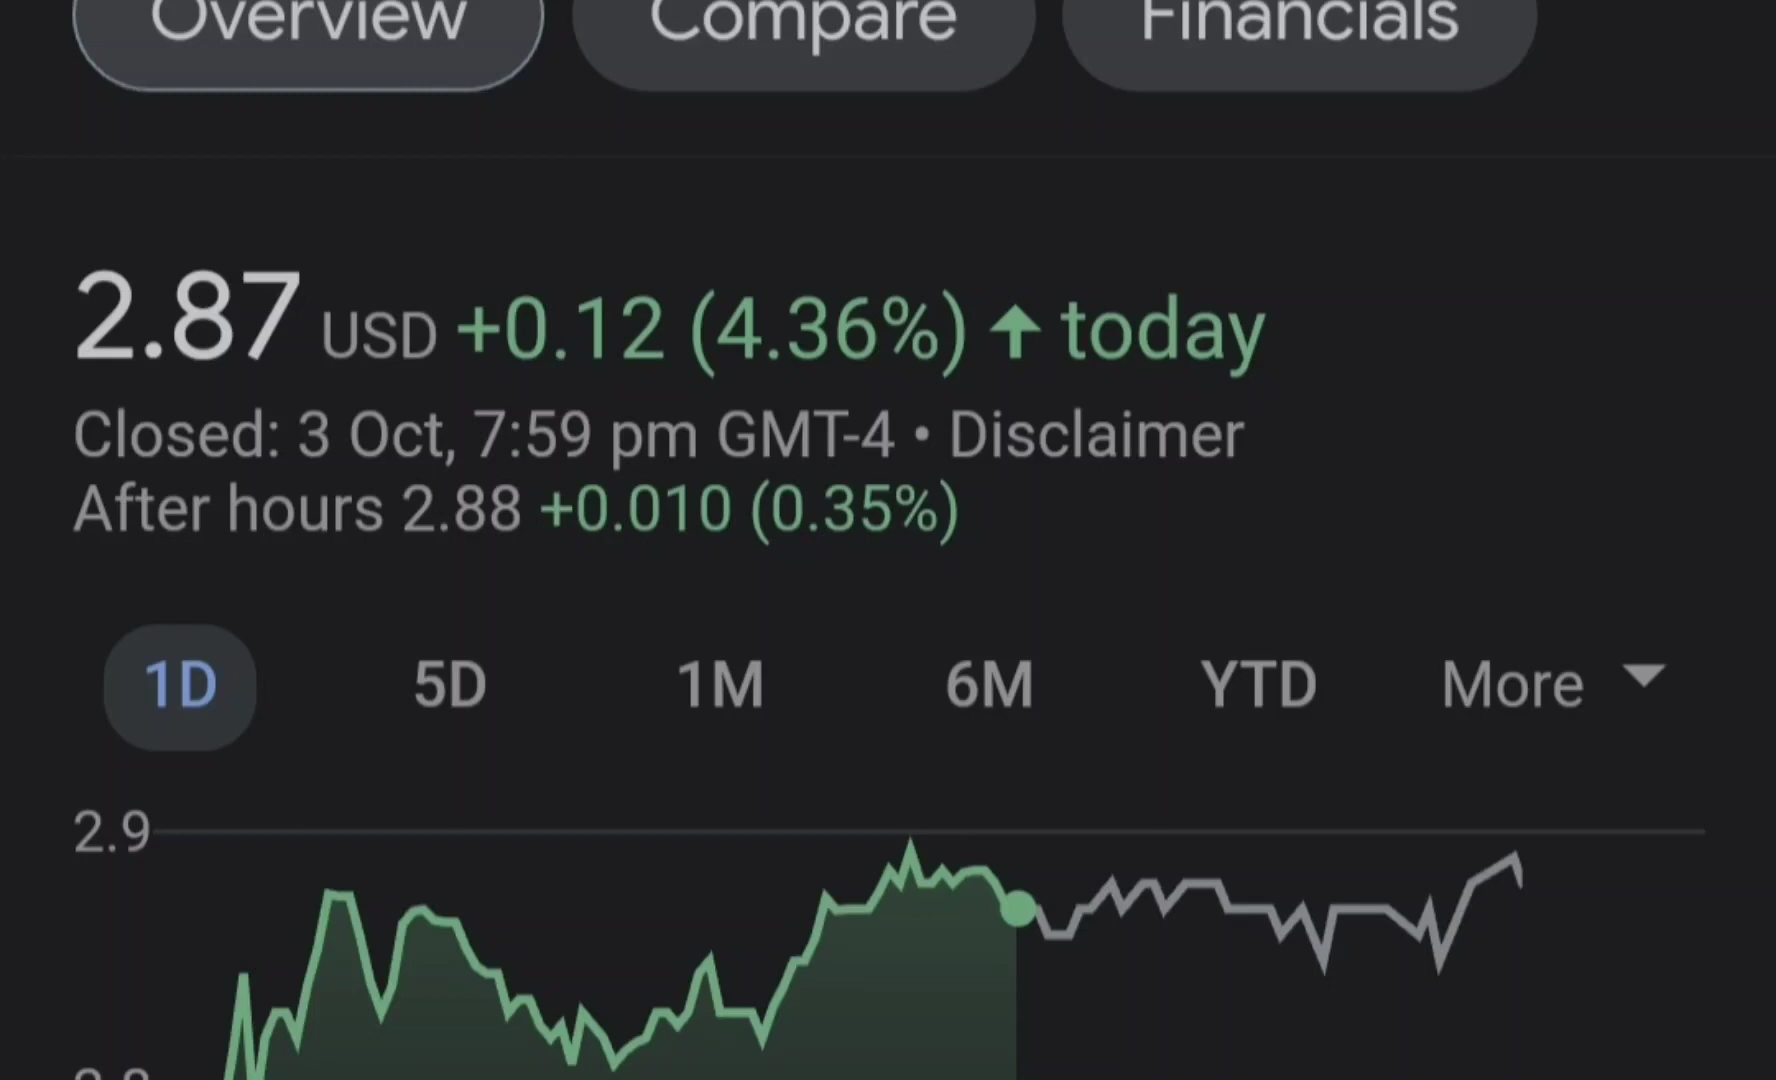 Overview Compare Financials
2.87 USD +0.12 (4.36%) ↑ today
Closed: 3 Oct, 7:59 pm GMT-4 • Disclaimer
After hours 2.88 +0.010 (0.35%)
1D 5D 1M 6M YTD More
2.9